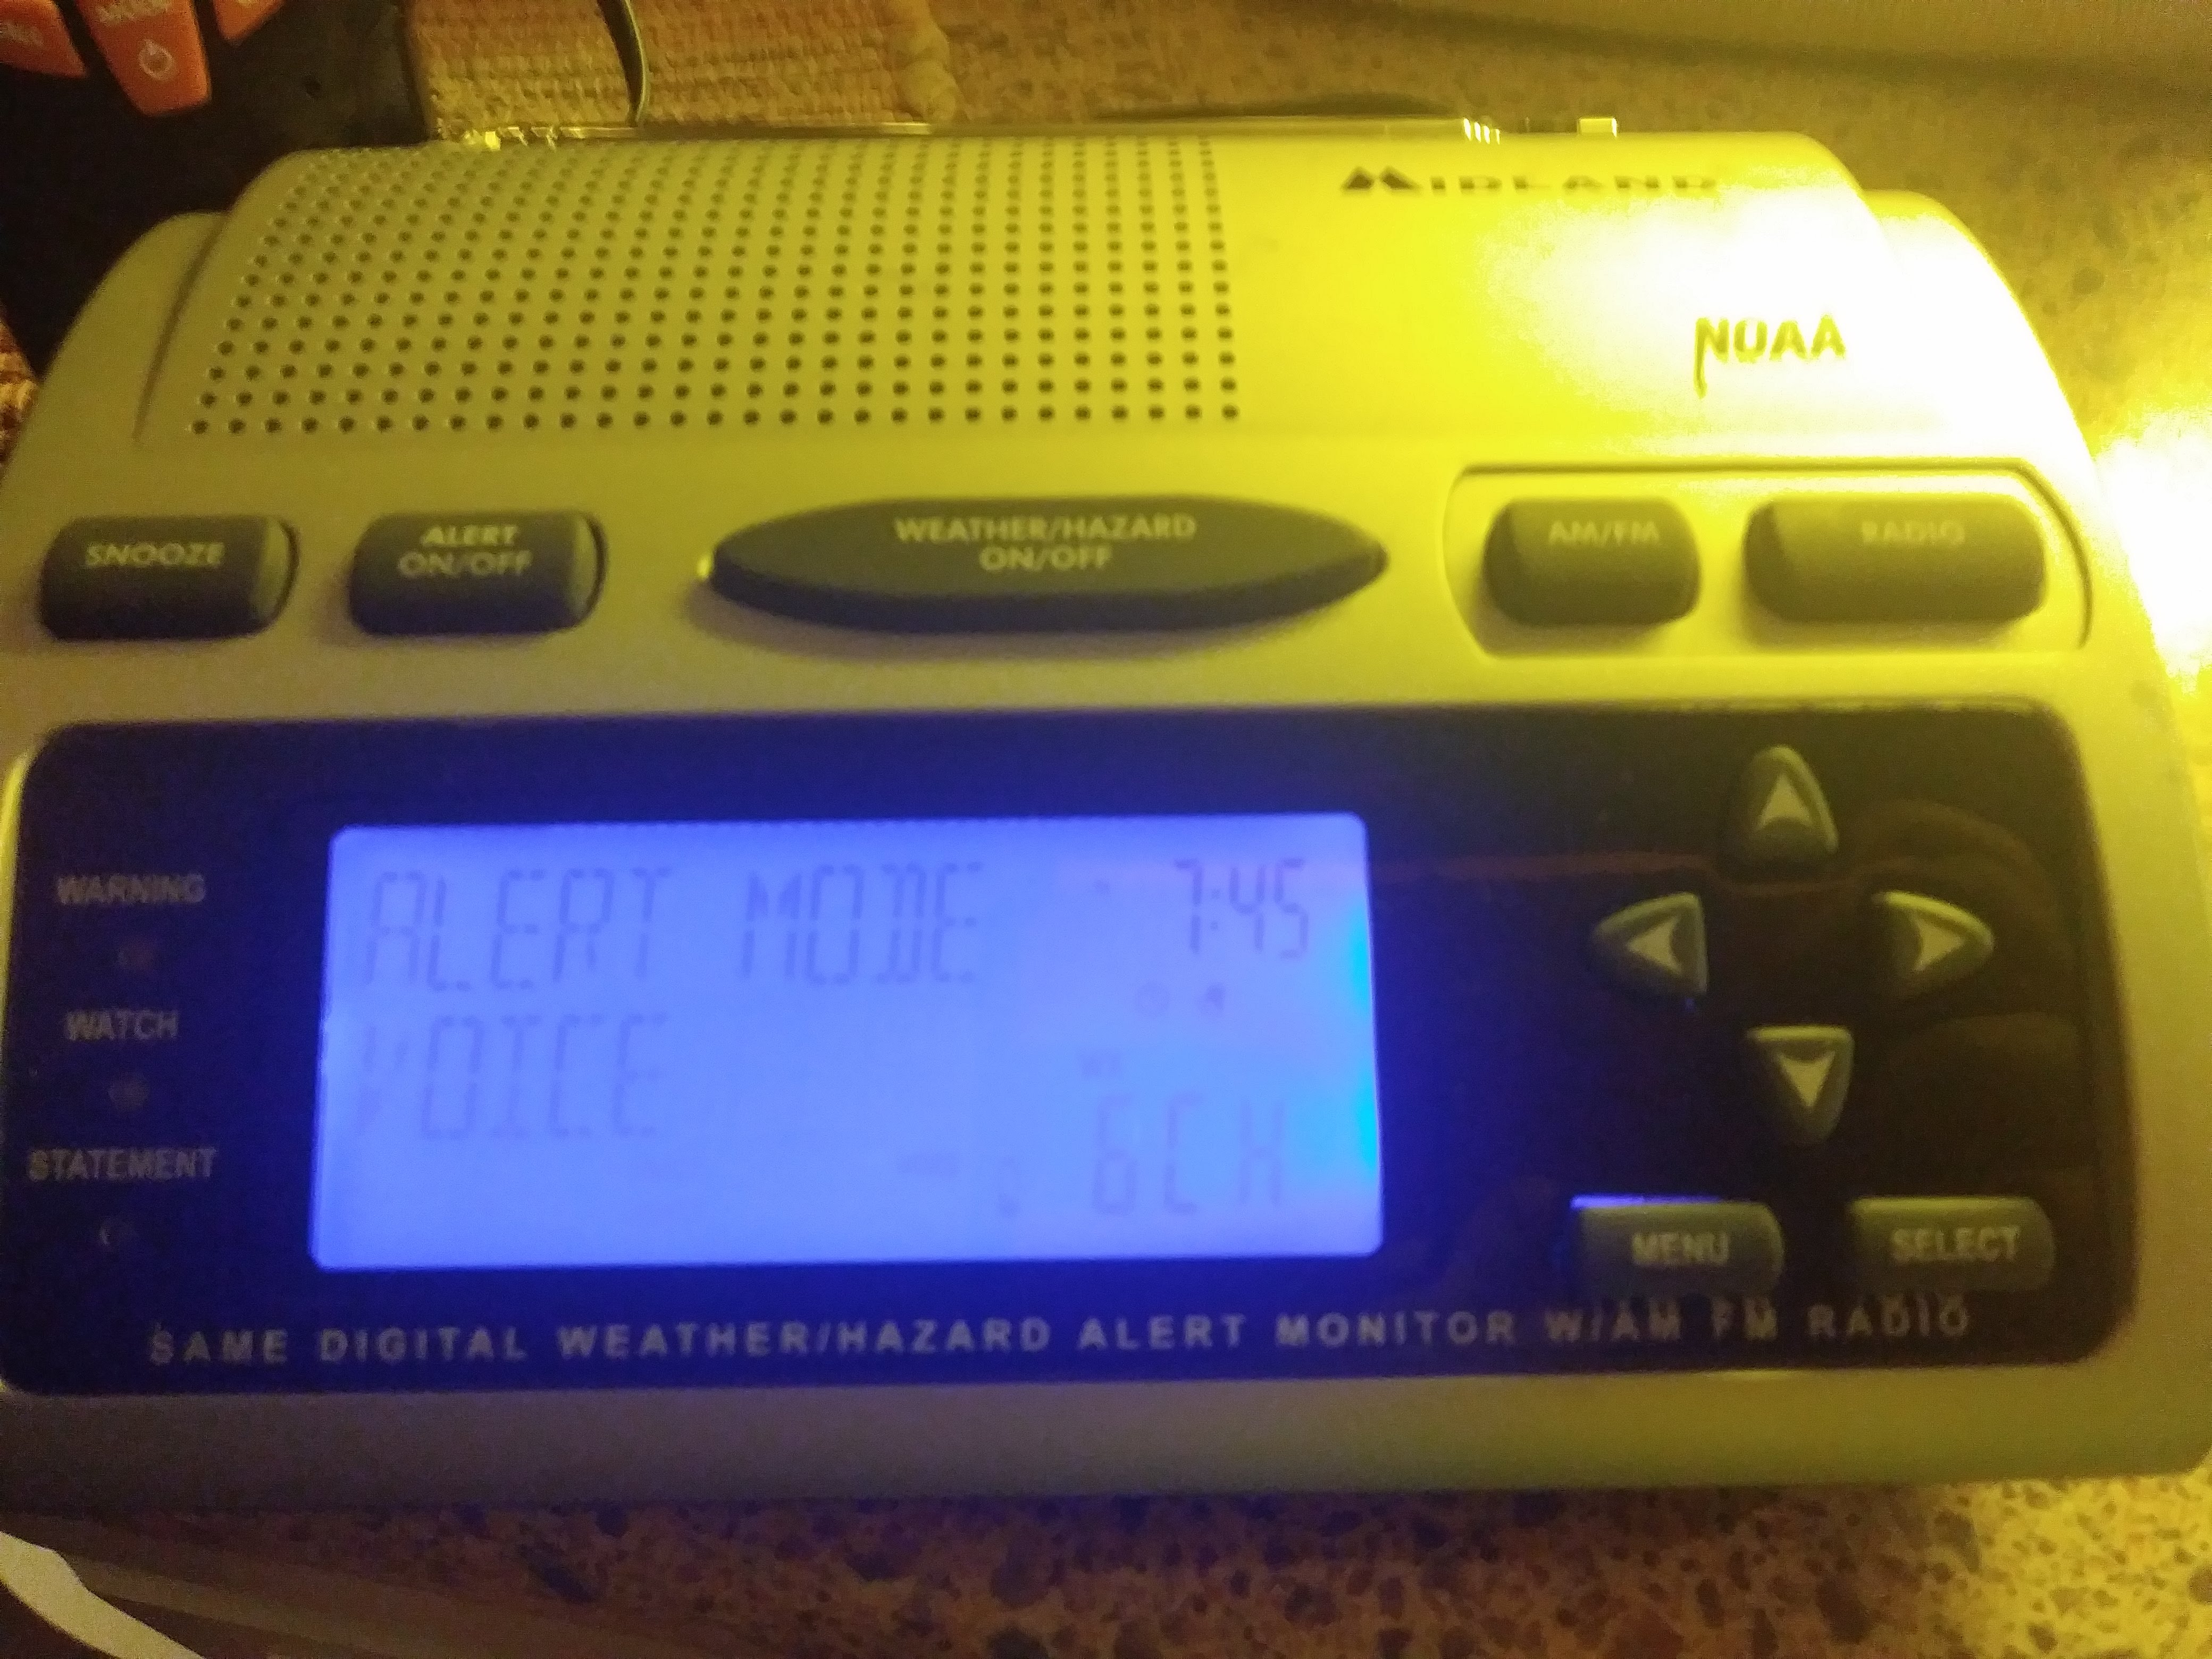 MIDLAND
NOAA
SNOOZE
ALERT
ON/OFF
WEATHER/HAZARD
ON/OFF
AM/FM
RADIO
WARNING
WATCH
STATEMENT
ALERT MODE
7:45
VOICE
6CH
MENU
SELECT
SAME DIGITAL WEATHER/HAZARD ALERT MONITOR W/AM FM RADIO